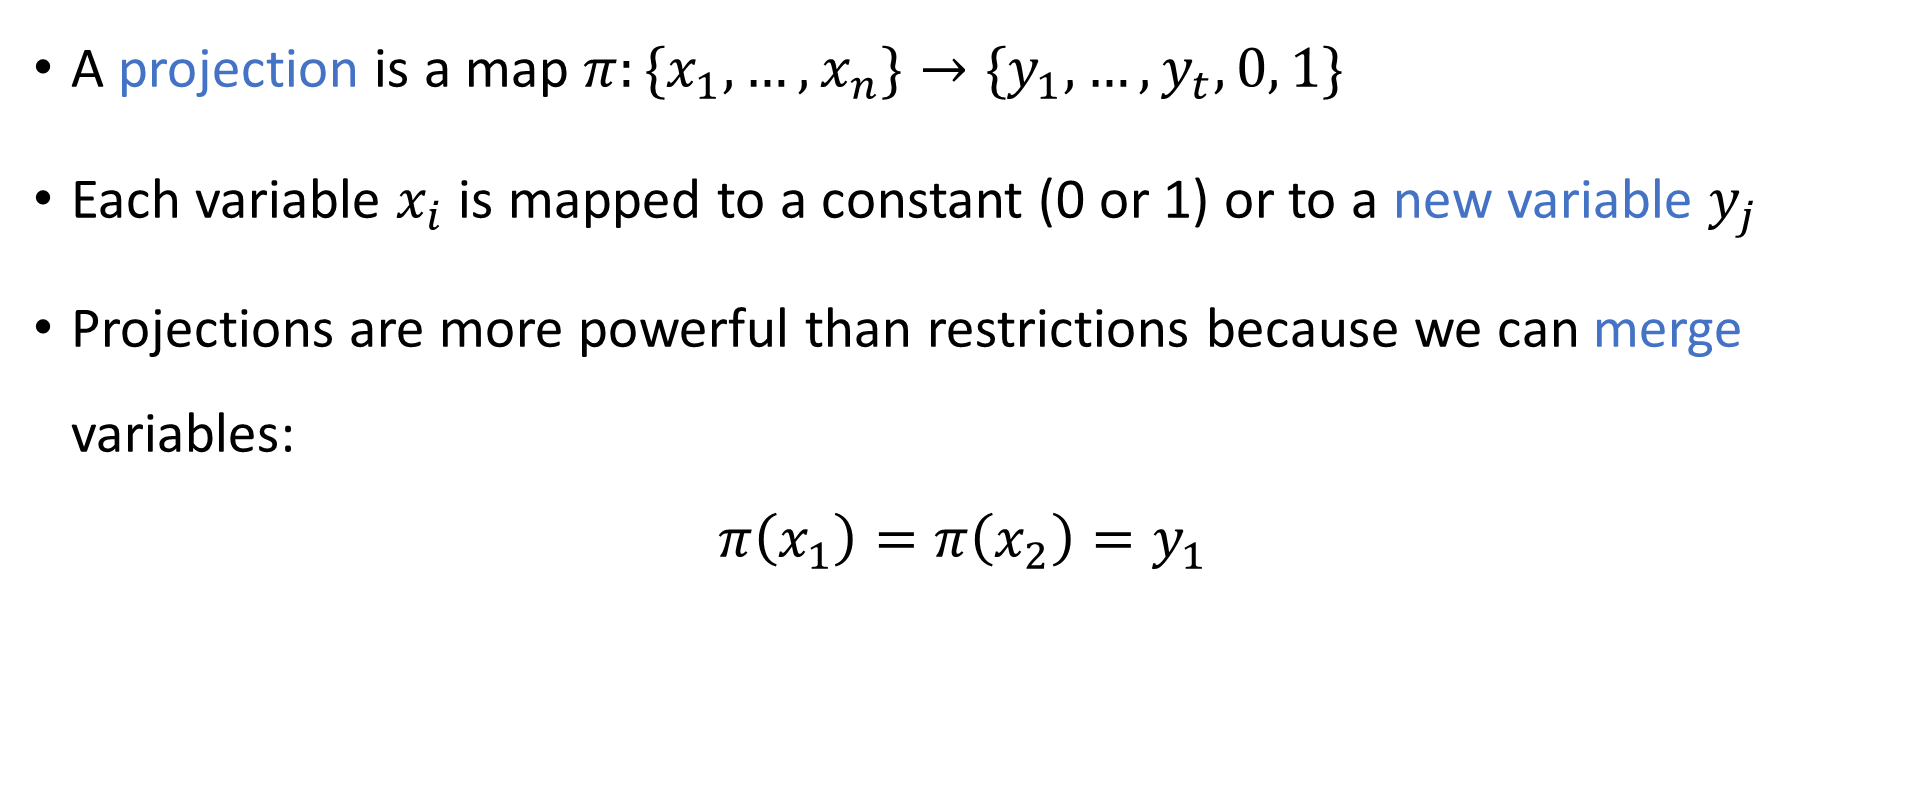 • A projection is a map π: {x₁, … , xₙ} → {y₁, … , yₜ, 0, 1}
• Each variable xᵢ is mapped to a constant (0 or 1) or to a new variable yⱼ
• Projections are more powerful than restrictions because we can merge
variables:
π(x₁) = π(x₂) = y₁